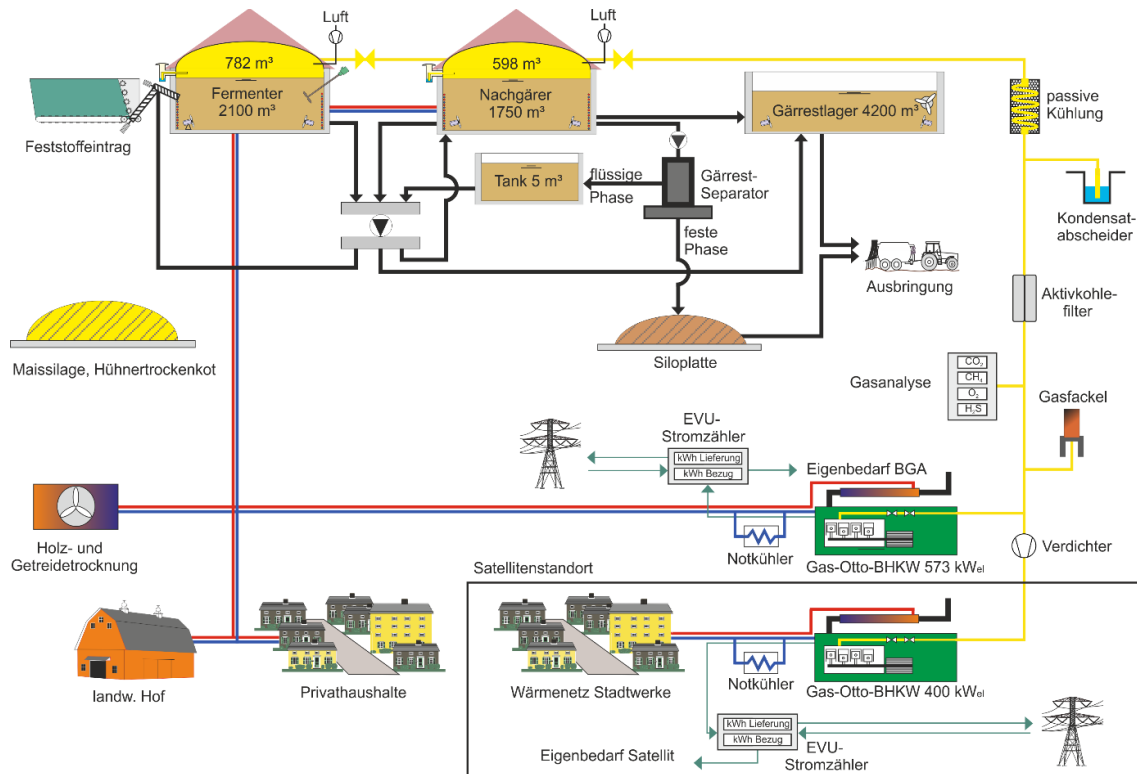 Luft
Luft
782 m³
598 m³
Fermenter
2100 m³
Nachgärer
1750 m³
Gärrestlager 4200 m³
passive
Kühlung
Feststoffeintrag
Tank 5 m³
flüssige
Phase
Gärrest-
Separator
feste
Phase
Kondensat-
abscheider
Ausbringung
Aktivkohle-
filter
Maissilage, Hühnertrockenkot
Siloplatte
Gasanalyse
CO₂
CH₄
O₂
H₂S
Gasfackel
EVU-
Stromzähler
kWh Lieferung
kWh Bezug
Eigenbedarf BGA
Holz- und
Getreidetrocknung
Notkühler
Gas-Otto-BHKW 573 kWel
Verdichter
Satellitenstandort
landw. Hof
Privathaushalte
Wärmenetz Stadtwerke
Notkühler
Gas-Otto-BHKW 400 kWel
kWh Lieferung
kWh Bezug
Eigenbedarf Satellit
EVU-
Stromzähler